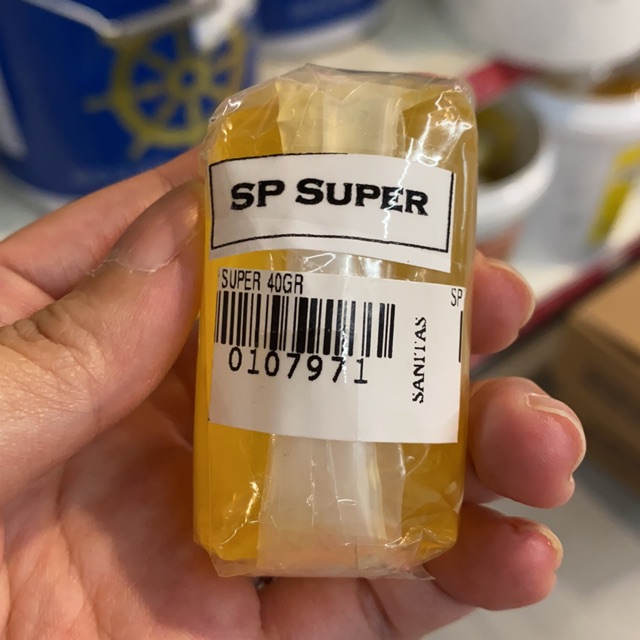 SP SUPER
SUPER 40GR
SP
0107971
SANITAS